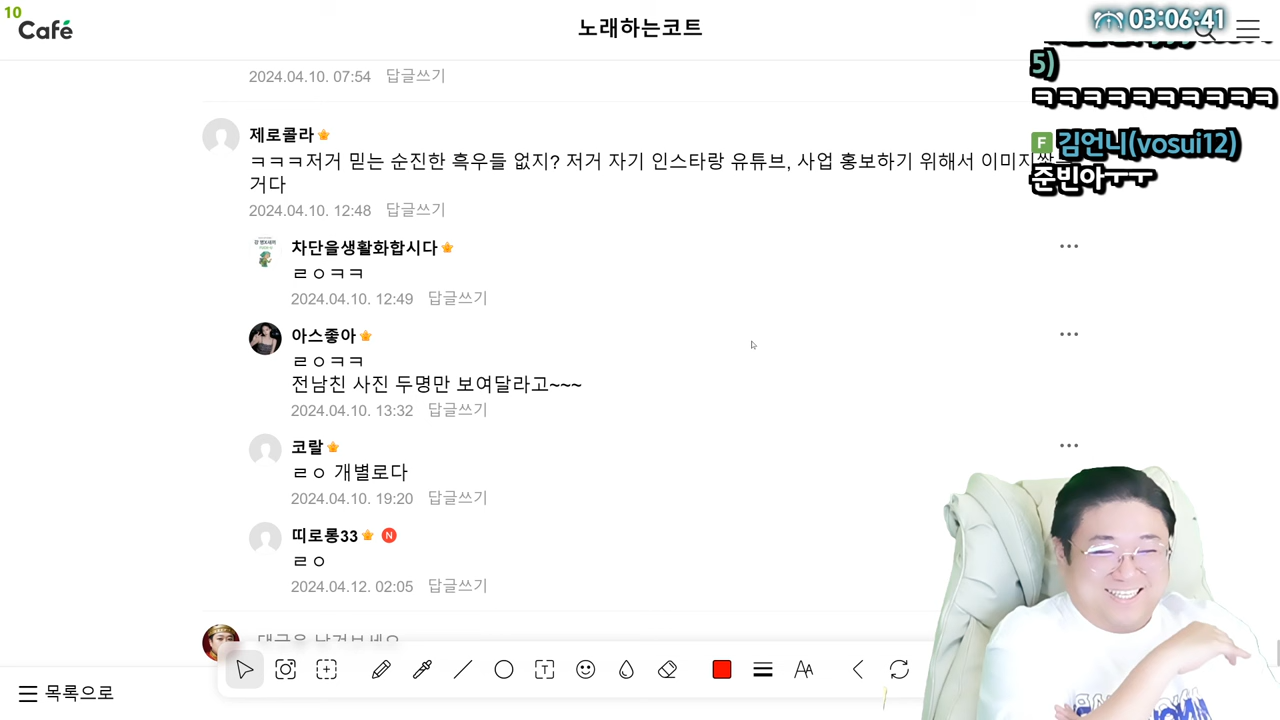 10
Café
노래하는코트
03:06:41
5)
2024.04.10. 07:54 답글쓰기
ㅋㅋㅋㅋㅋㅋㅋㅋㅋㅋ
김언니(vosui12)
준빈아ㅜㅜ
제로콜라
ㅋㅋㅋ저거 믿는 순진한 흑우들 없지? 저거 자기 인스타랑 유튜브, 사업 홍보하기 위해서
거다
2024.04.10. 12:48 답글쓰기
차단을생활화합시다
ㄹㅇㅋㅋ
2024.04.10. 12:49 답글쓰기
아스좋아
ㄹㅇㅋㅋ
전남친 사진 두명만 보여달라고~~~
2024.04.10. 13:32 답글쓰기
코랄
ㄹㅇ 개별로다
2024.04.10. 19:20 답글쓰기
띠로롱33 N
ㄹㅇ
2024.04.12. 02:05 답글쓰기
목록으로